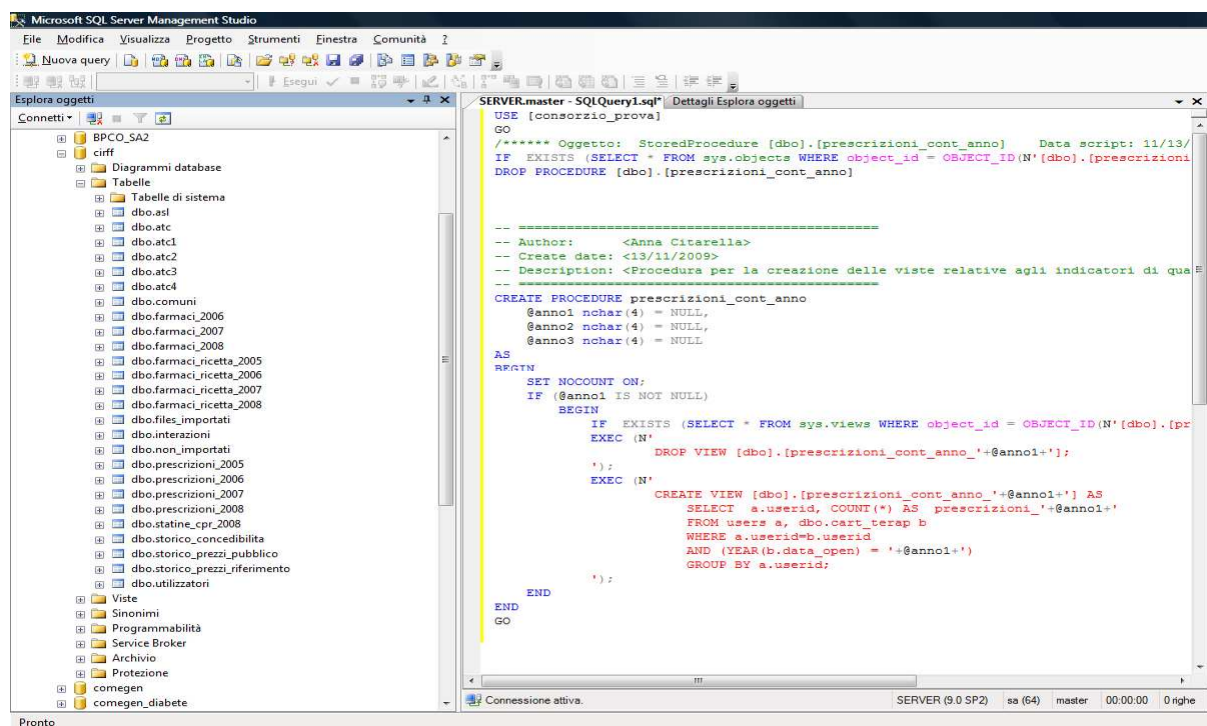 Microsoft SQL Server Management Studio
File Modifica Visualizza Progetto Strumenti Finestra Comunità ?
Nuova query
Esegui
Esplora oggetti
Connetti
BPCO_SA2
cirff
Diagrammi database
Tabelle
Tabelle di sistema
dbo.asl
dbo.atc
dbo.atc1
dbo.atc2
dbo.atc3
dbo.atc4
dbo.comuni
dbo.farmaci_2006
dbo.farmaci_2007
dbo.farmaci_2008
dbo.farmaci_ricetta_2005
dbo.farmaci_ricetta_2006
dbo.farmaci_ricetta_2007
dbo.farmaci_ricetta_2008
dbo.files_importati
dbo.interazioni
dbo.non_importati
dbo.prescrizioni_2005
dbo.prescrizioni_2006
dbo.prescrizioni_2007
dbo.prescrizioni_2008
dbo.statine_cpr_2008
dbo.storico_concedibilita
dbo.storico_prezzi_pubblico
dbo.storico_prezzi_riferimento
dbo.utilizzatori
Viste
Sinonimi
Programmabilità
Service Broker
Archivio
Protezione
comegen
comegen_diabete
SERVER.master - SQLQuery1.sql* Dettagli Esplora oggetti
USE [consorzio_prova]
GO
/****** Oggetto: StoredProcedure [dbo].[prescrizioni_cont_anno] Data script: 11/13/
IF EXISTS (SELECT * FROM sys.objects WHERE object_id = OBJECT_ID(N'[dbo].[prescrizioni
DROP PROCEDURE [dbo].[prescrizioni_cont_anno]
-- =============================================
-- Author: <Anna Citarella>
-- Create date: <13/11/2009>
-- Description: <Procedura per la creazione delle viste relative agli indicatori di qua
-- =============================================
CREATE PROCEDURE prescrizioni_cont_anno
@anno1 nchar(4) = NULL,
@anno2 nchar(4) = NULL,
@anno3 nchar(4) = NULL
AS
BEGIN
SET NOCOUNT ON;
IF (@anno1 IS NOT NULL)
BEGIN
IF EXISTS (SELECT * FROM sys.views WHERE object_id = OBJECT_ID(N'[dbo].[pr
EXEC (N'
DROP VIEW [dbo].[prescrizioni_cont_anno_'+@anno1+'];
');
EXEC (N'
CREATE VIEW [dbo].[prescrizioni_cont_anno_'+@anno1+'] AS
SELECT a.userid, COUNT(*) AS prescrizioni_'+@anno1+'
FROM users a, dbo.cart_terap b
WHERE a.userid=b.userid
AND (YEAR(b.data_open) = '+@anno1+')
GROUP BY a.userid;
');
END
END
GO
Connessione attiva. SERVER (9.0 SP2) sa (64) master 00:00:00 0 righe
Pronto